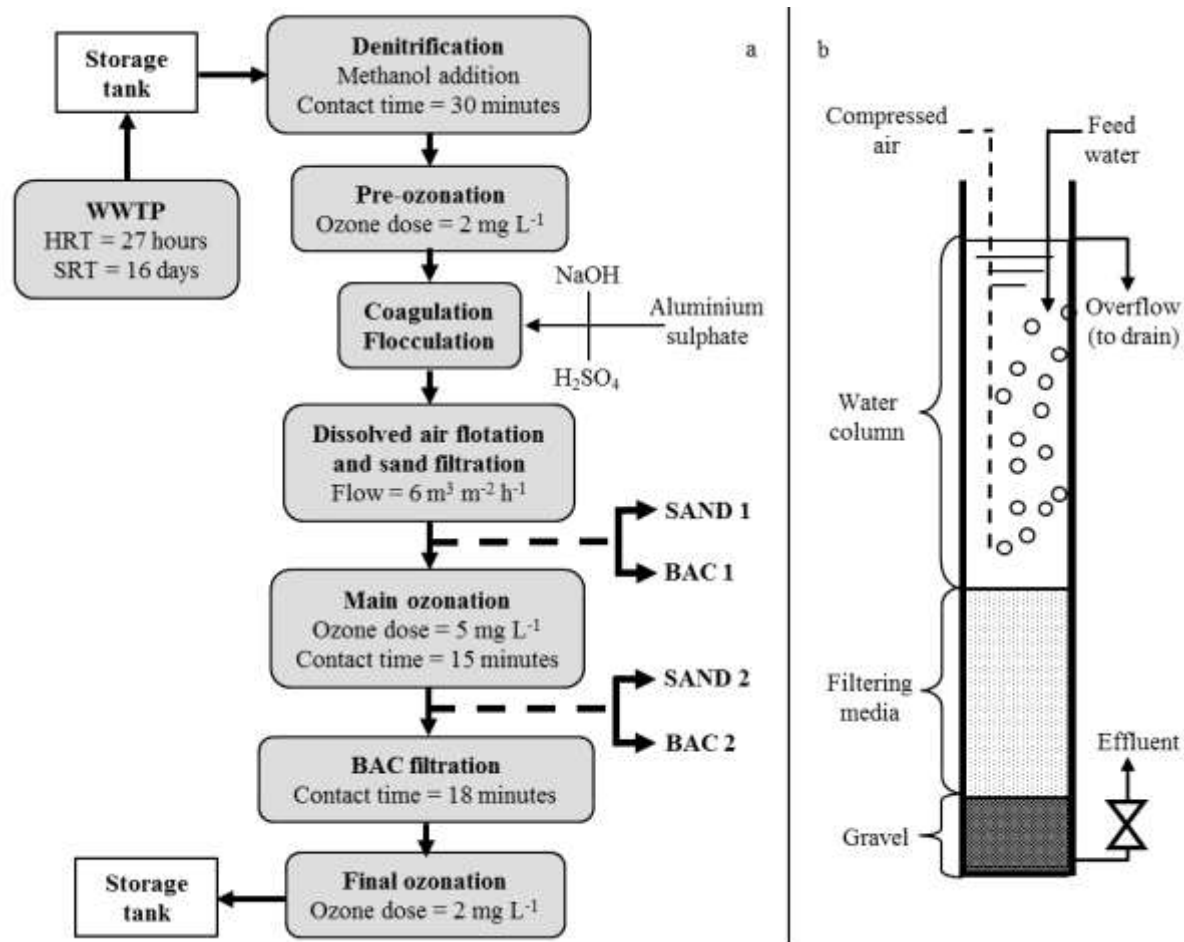 a
Storage
tank
Denitrification
Methanol addition
Contact time = 30 minutes
WWTP
HRT = 27 hours
SRT = 16 days
Pre-ozonation
Ozone dose = 2 mg L⁻¹
Coagulation
Flocculation
NaOH
Aluminium
sulphate
H₂SO₄
Dissolved air flotation
and sand filtration
Flow = 6 m³ m⁻² h⁻¹
SAND 1
BAC 1
Main ozonation
Ozone dose = 5 mg L⁻¹
Contact time = 15 minutes
SAND 2
BAC 2
BAC filtration
Contact time = 18 minutes
Final ozonation
Ozone dose = 2 mg L⁻¹
Storage
tank
b
Compressed
air
Feed
water
Overflow
(to drain)
Water
column
Filtering
media
Effluent
Gravel